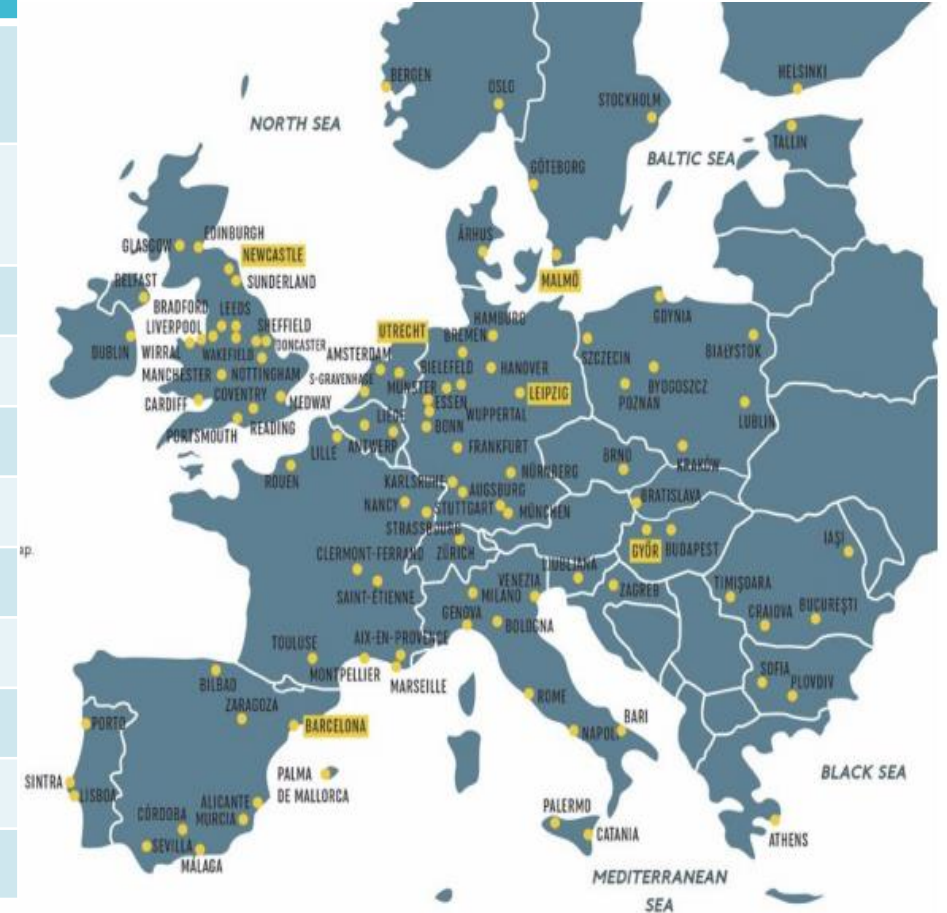 HELSINKI
BERGEN
OSLO
STOCKHOLM
NORTH SEA
TALLIN
BALTIC SEA
GÖTEBORG
EDINBURGH
GLASGOW
ÅRHUS
NEWCASTLE
BELFAST
SUNDERLAND
MALMÖ
BRADFORD
LEEDS
GDYNIA
HAMBURG
LIVERPOOL
SHEFFIELD
UTRECHT
BREMEN
DONCASTER
DUBLIN
WIRRAL
WAKEFIELD
AMSTERDAM
SZCZECIN
BIAŁYSTOK
BIELEFELD
HANOVER
MANCHESTER
NOTTINGHAM
S-GRAVENHAGE
MÜNSTER
BYDGOSZCZ
COVENTRY
LEIPZIG
CARDIFF
MEDWAY
ESSEN
POZNAŃ
LIEGE
WUPPERTAL
LUBLIN
PORTSMOUTH
READING
BONN
LILLE
ANTWERP
FRANKFURT
BRNO
KRAKÓW
NÜRNBERG
ROUEN
KARLSRUHE
AUGSBURG
BRATISLAVA
NANCY
STUTTGART
MÜNCHEN
STRASSBOURG
IAȘI
ap.
CLERMONT-FERRAND
ZÜRICH
GYŐR
BUDAPEST
LJUBLJANA
VENEZIA
TIMIȘOARA
SAINT-ÉTIENNE
MILANO
ZAGREB
GENOVA
CRAIOVA
BUCUREȘTI
BOLOGNA
AIX-EN-PROVENCE
TOULUSE
MONTPELLIER
SOFIA
PLOVDIV
BILBAO
MARSEILLE
ROME
ZARAGOZA
BARI
PORTO
BARCELONA
NAPOLI
BLACK SEA
SINTRA
PALMA
DE MALLORCA
LISBOA
ALICANTE
PALERMO
CÓRDOBA
MURCIA
CATANIA
ATHENS
SEVILLA
MÁLAGA
MEDITERRANEAN
SEA